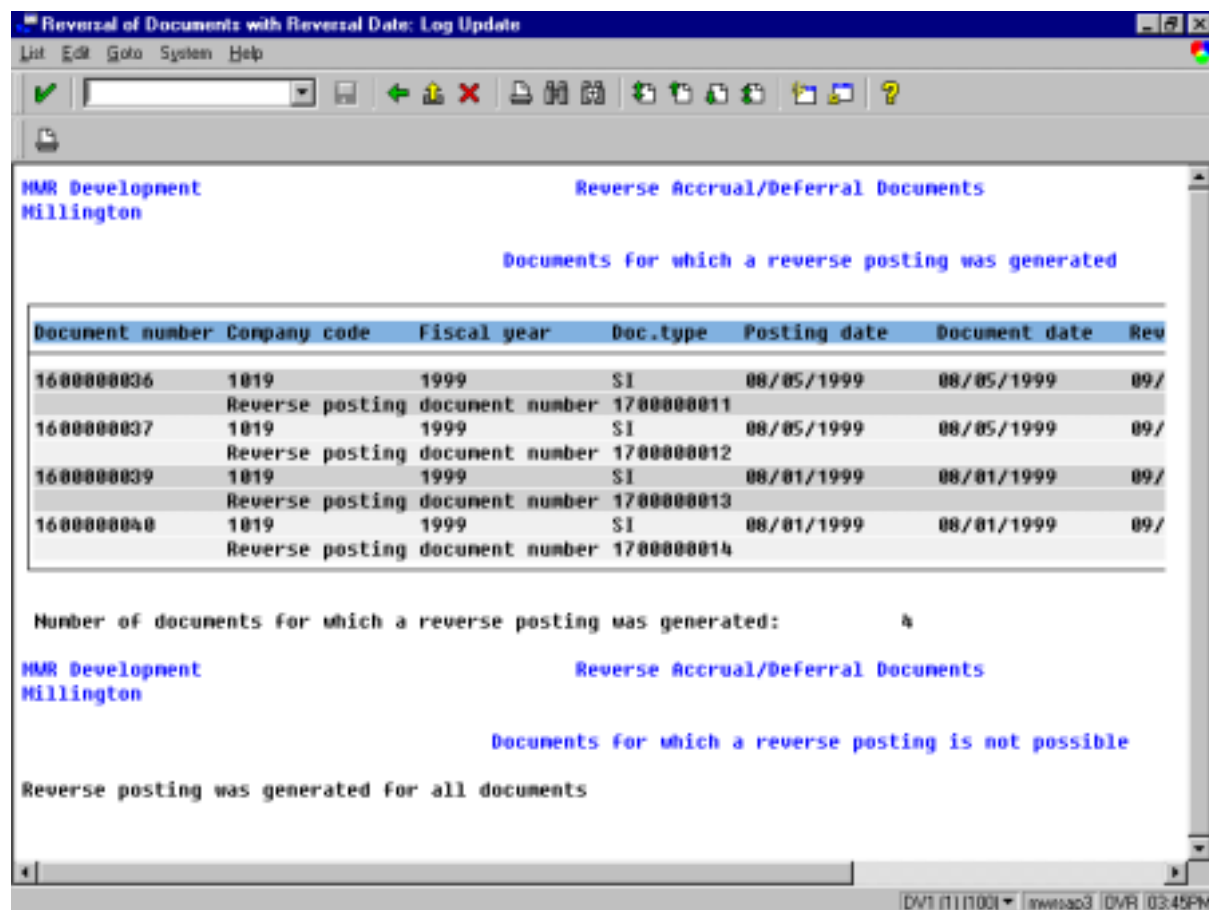 Reversal of Documents with Reversal Date: Log Update
List Edit Goto System Help
MWR Development Reverse Accrual/Deferral Documents
Millington
Documents for which a reverse posting was generated
Document number Company code Fiscal year Doc.type Posting date Document date Rev
1600000036 1019 1999 SI 08/05/1999 08/05/1999 09/
Reverse posting document number 1700000011
1600000037 1019 1999 SI 08/05/1999 08/05/1999 09/
Reverse posting document number 1700000012
1600000039 1019 1999 SI 08/01/1999 08/01/1999 09/
Reverse posting document number 1700000013
1600000040 1019 1999 SI 08/01/1999 08/01/1999 09/
Reverse posting document number 1700000014
Number of documents for which a reverse posting was generated: 4
MWR Development Reverse Accrual/Deferral Documents
Millington
Documents for which a reverse posting is not possible
Reverse posting was generated for all documents
DV1 (1) (100) mwrsap3 OVR 03:45PM